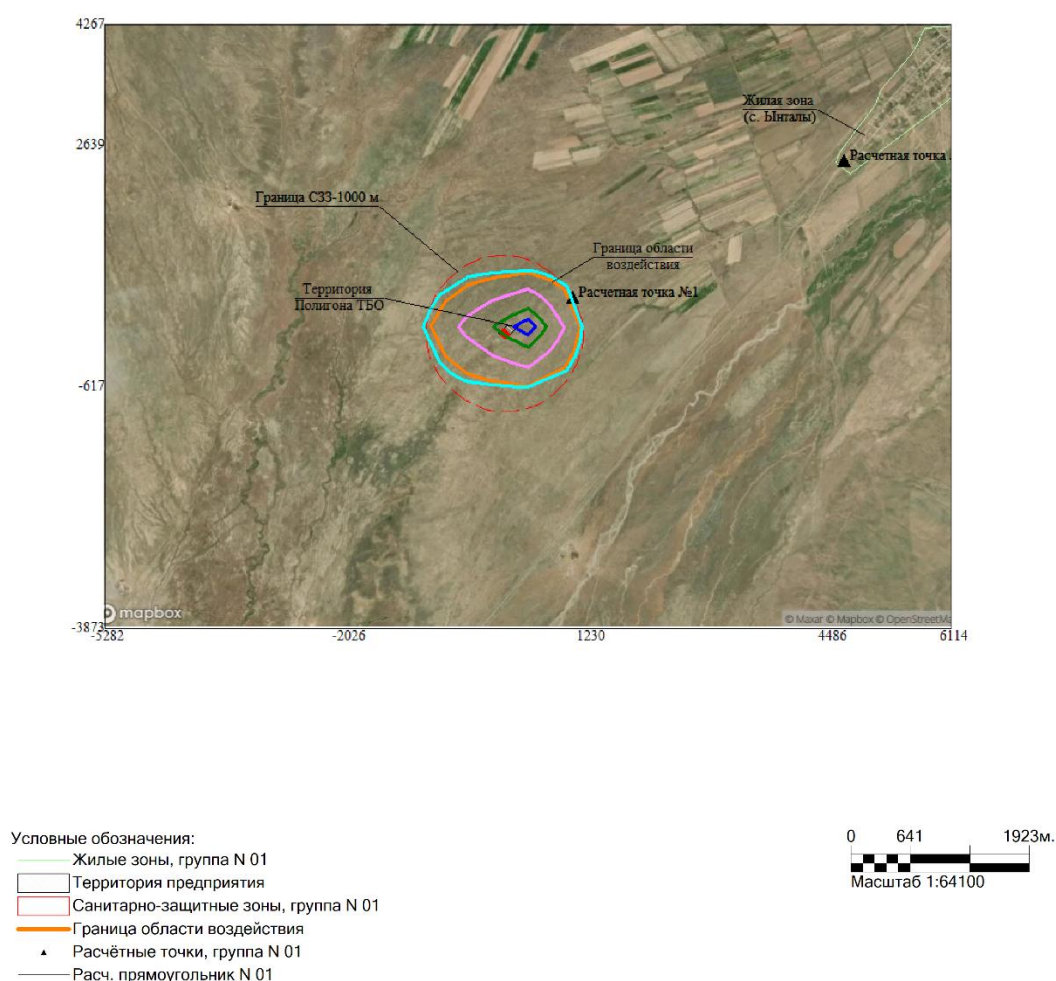 4267
Жилая зона
(с. Ынталы)
2639
Расчетная точка
Граница СЗЗ-1000 м
Граница области
воздействия
Территория
Полигона ТБО
Расчетная точка №1
-617
mapbox
© Maxar © Mapbox © OpenStreetMa
-3873
-5282
-2026
1230
4486
6114
Условные обозначения:
Жилые зоны, группа N 01
Территория предприятия
Санитарно-защитные зоны, группа N 01
Граница области воздействия
Расчётные точки, группа N 01
Расч. прямоугольник N 01
0 641 1923м.
Масштаб 1:64100